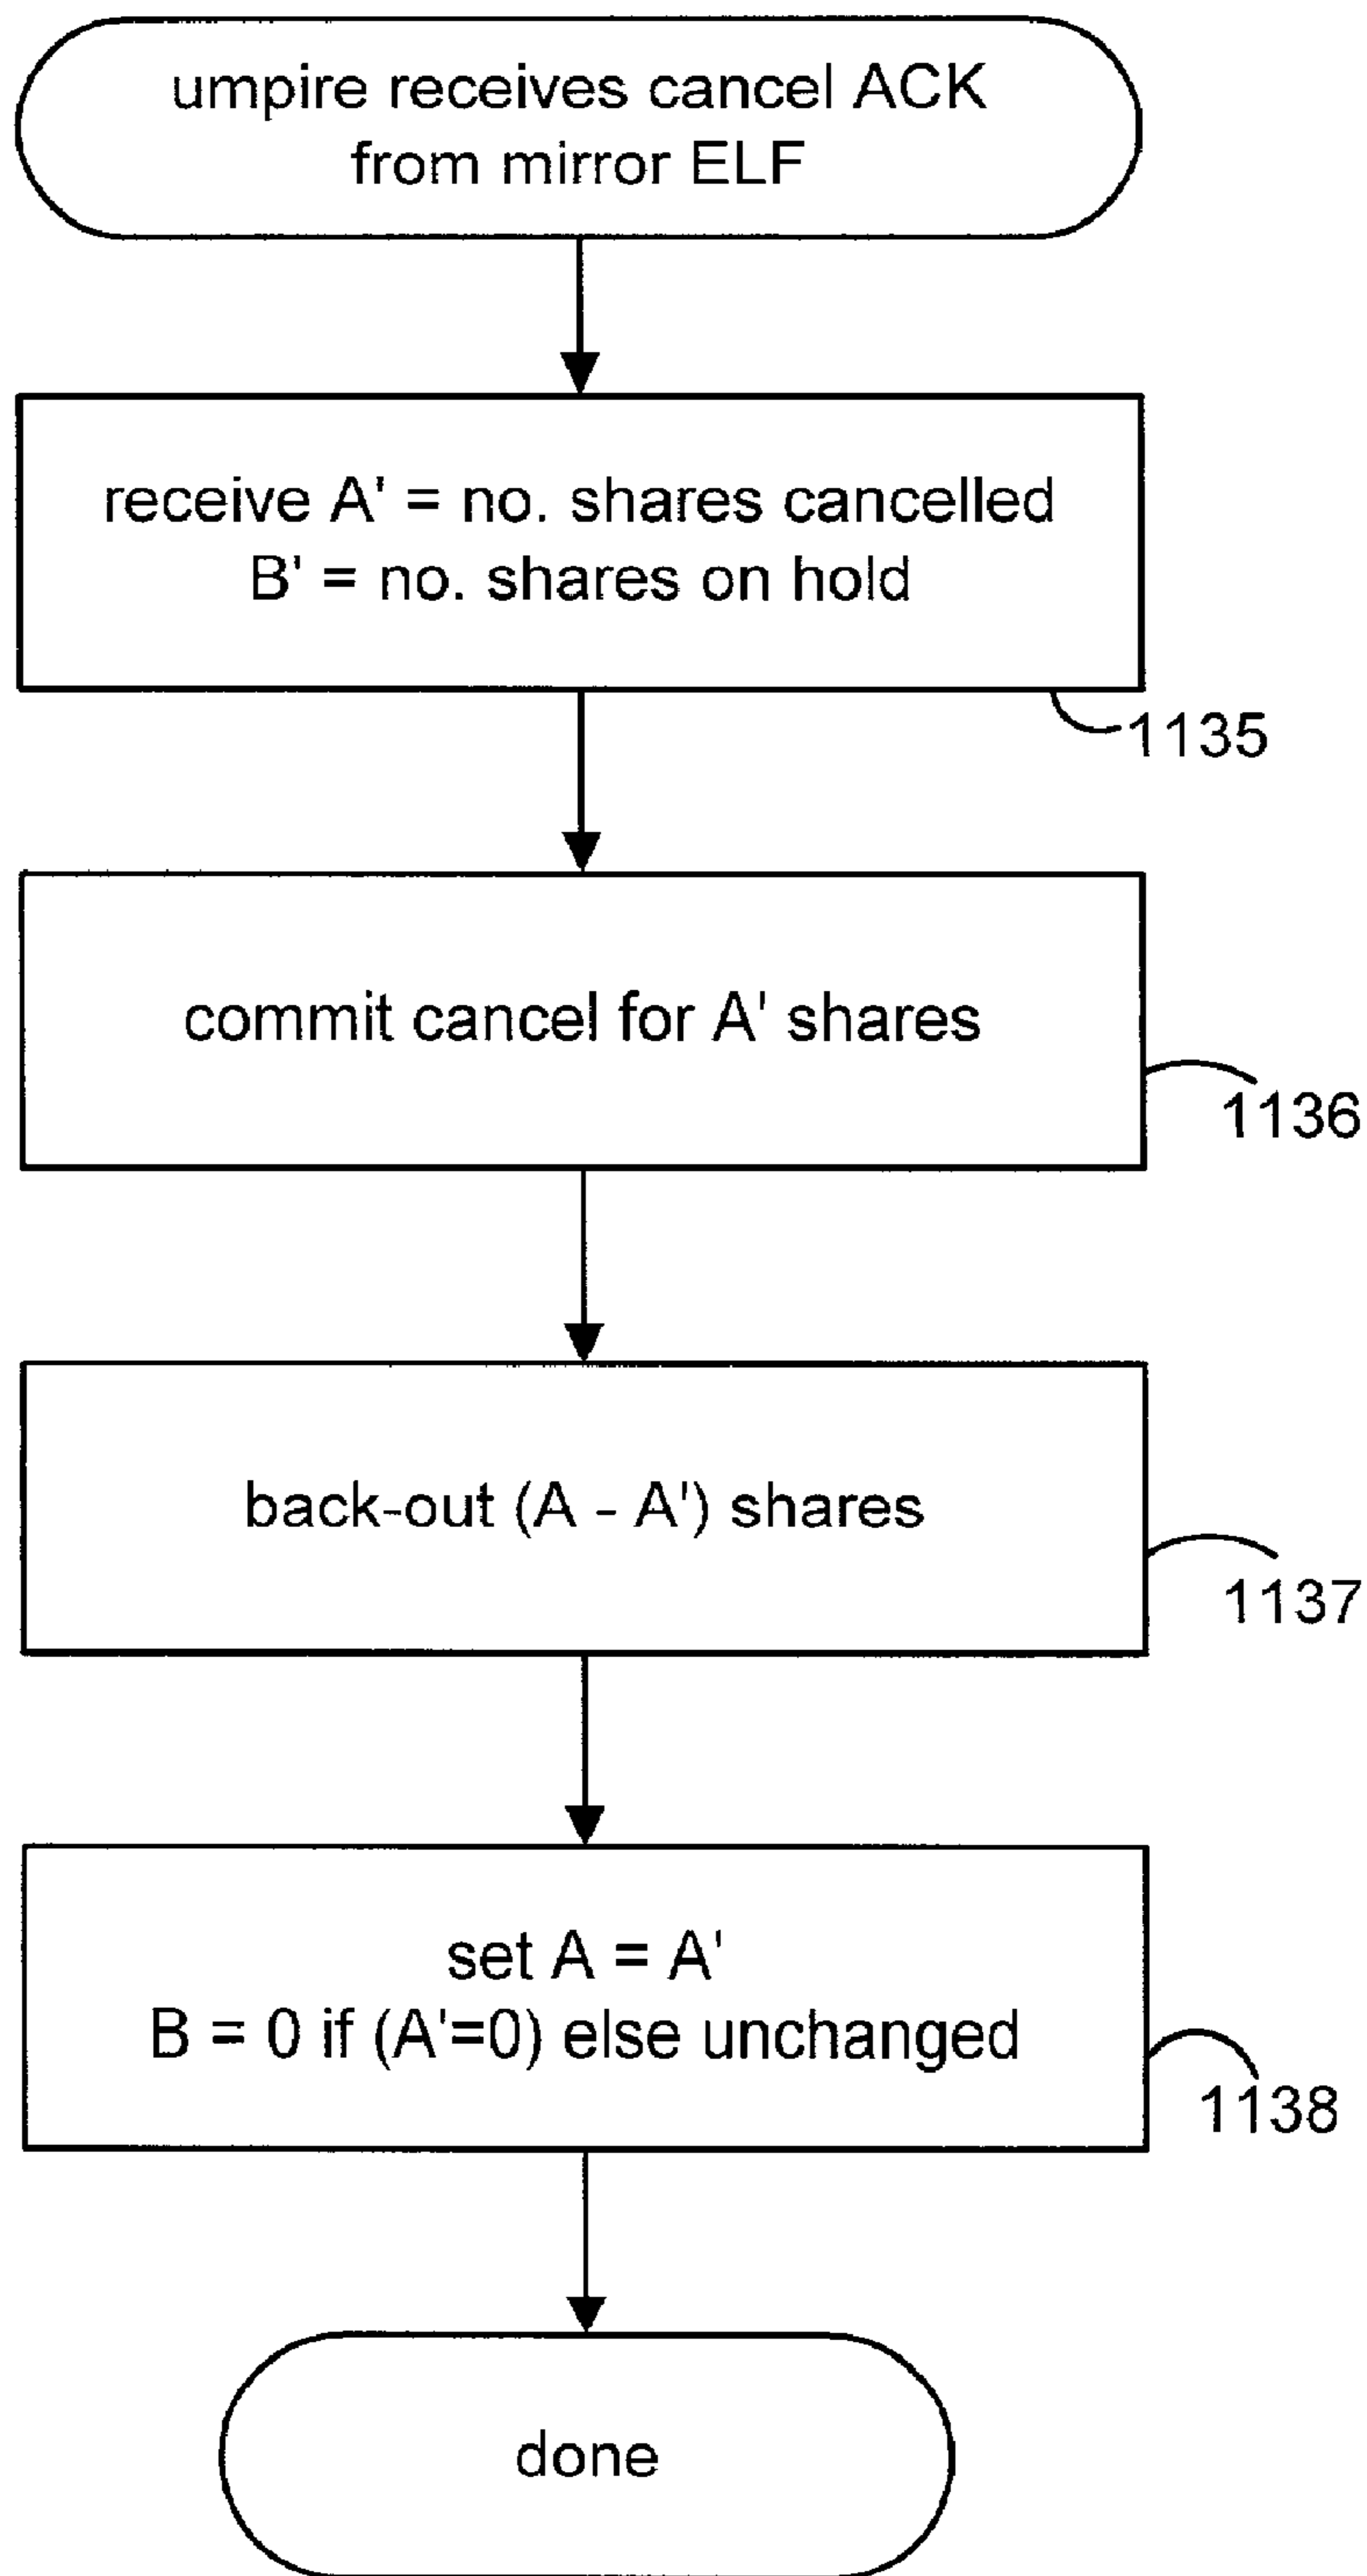 umpire receives cancel ACK
from mirror ELF
receive A' = no. shares cancelled
B' = no. shares on hold
1135
commit cancel for A' shares
1136
back-out (A - A') shares
1137
set A = A'
B = 0 if (A'=0) else unchanged
1138
done